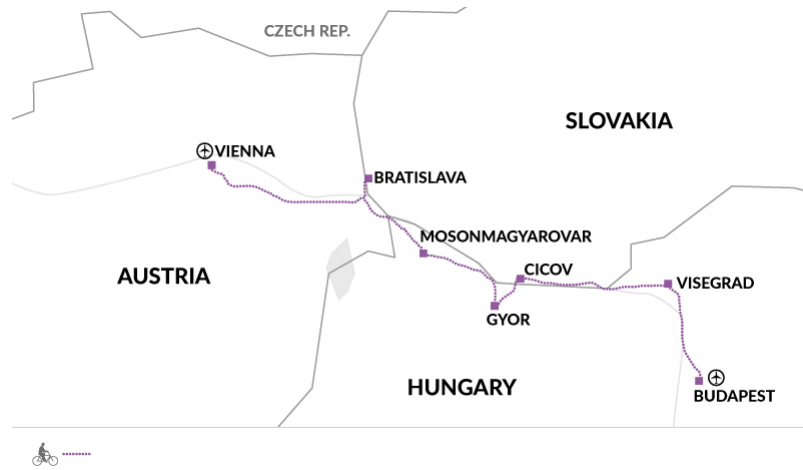 CZECH REP.
SLOVAKIA
VIENNA
BRATISLAVA
MOSONMAGYAROVAR
AUSTRIA
CICOV
VISEGRAD
GYOR
HUNGARY
BUDAPEST